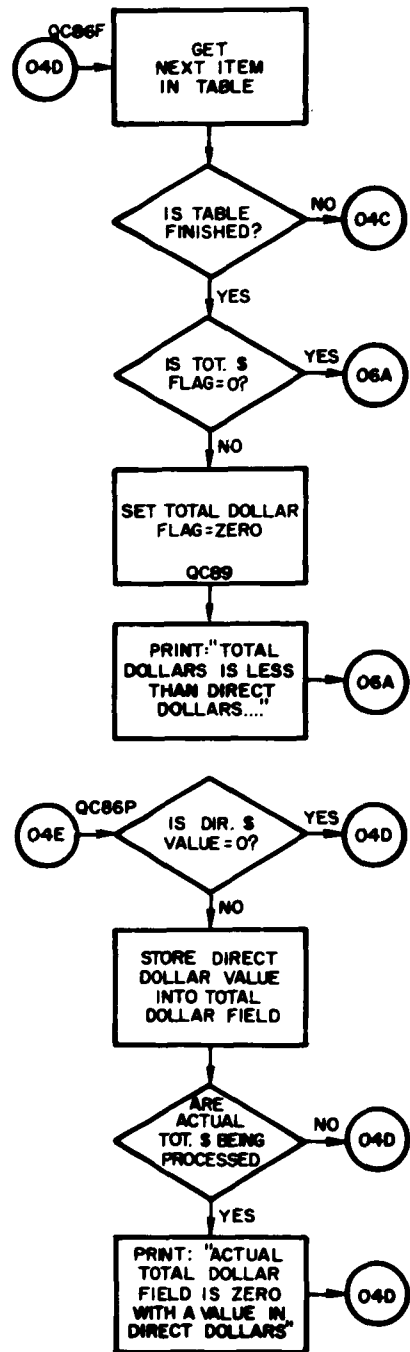 QC86F
04D
GET
NEXT ITEM
IN TABLE
IS TABLE
FINISHED?
NO
04C
YES
IS TOT. $
FLAG=0?
YES
06A
NO
SET TOTAL DOLLAR
FLAG=ZERO
QC89
PRINT:"TOTAL
DOLLARS IS LESS
THAN DIRECT
DOLLARS...."
06A
QC86P
04E
IS DIR. $
VALUE=0?
YES
04D
NO
STORE DIRECT
DOLLAR VALUE
INTO TOTAL
DOLLAR FIELD
ARE
ACTUAL
TOT. $ BEING
PROCESSED
NO
04D
YES
PRINT: "ACTUAL
TOTAL DOLLAR
FIELD IS ZERO
WITH A VALUE IN
DIRECT DOLLARS"
04D